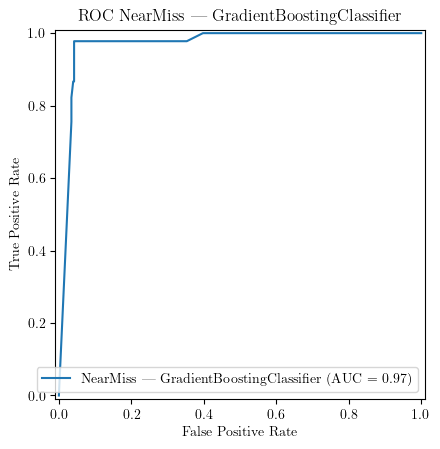 ROC NearMiss — GradientBoostingClassifier
1.0
0.8
0.6
0.4
0.2
0.0
True Positive Rate
NearMiss — GradientBoostingClassifier (AUC = 0.97)
0.0 0.2 0.4 0.6 0.8 1.0
False Positive Rate